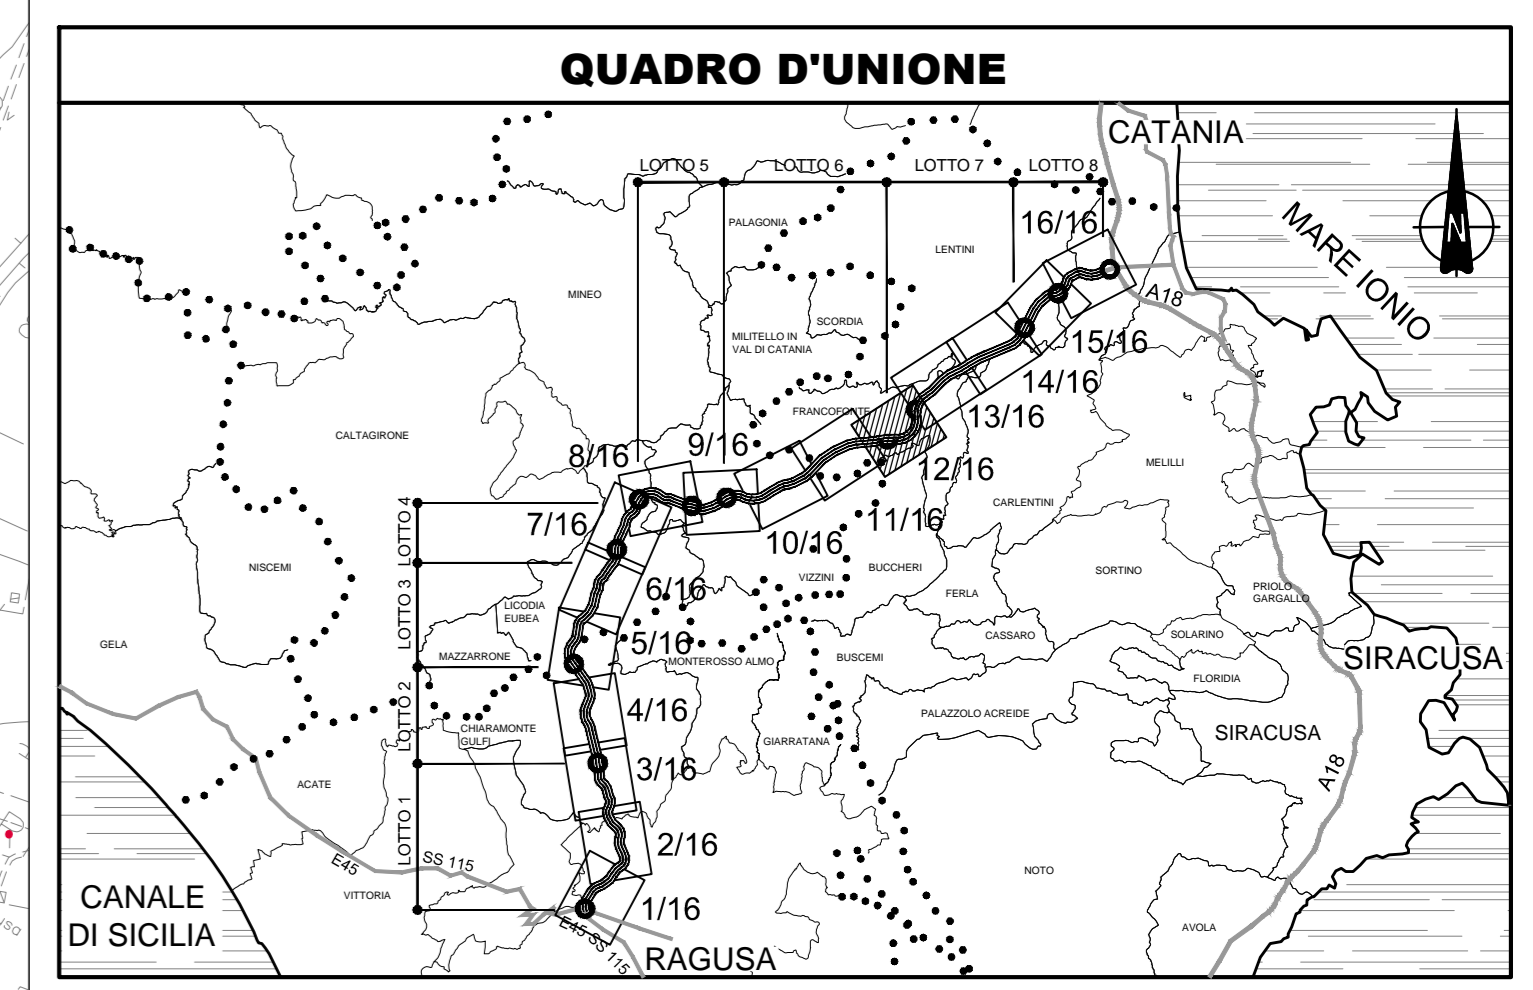 QUADRO D'UNIONE
CATANIA
LOTTO 5
LOTTO 6
LOTTO 7
LOTTO 8
MARE IONIO
N
PALAGONIA
16/16
LENTINI
MINEO
A18
SCORDIA
MILITELLO IN
VAL DI CATANIA
15/16
14/16
FRANCOFONTE
13/16
CALTAGIRONE
9/16
8/16
12/16
MELILLI
CARLENTINI
LOTTO 4
7/16
11/16
10/16
NISCEMI
VIZZINI
BUCCHERI
SORTINO
6/16
FERLA
PRIOLO
GARGALLO
LOTTO 3
LICODIA
EUBEA
GELA
5/16
CASSARO
SOLARINO
MAZZARRONE
MONTEROSSO ALMO
BUSCEMI
SIRACUSA
FLORIDIA
LOTTO 2
4/16
PALAZZOLO ACREIDE
CHIARAMONTE
GULFI
GIARRATANA
SIRACUSA
3/16
A18
ACATE
LOTTO 1
2/16
E45
SS 115
NOTO
VITTORIA
CANALE
DI SICILIA
1/16
E45 SS 115
AVOLA
RAGUSA